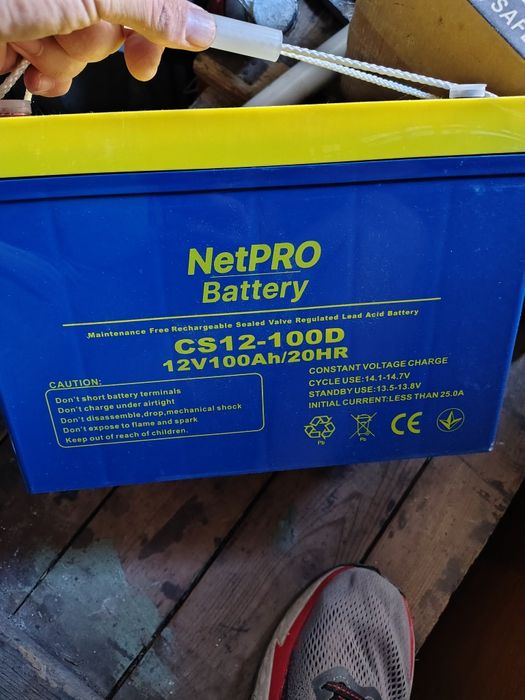 SAFE
NetPRO
Battery
Maintenance Free Rechargeable Sealed Valve Regulated Lead Acid Battery
CS12-100D
12V100Ah/20HR
CAUTION:
Don't short battery terminals
Don't charge under airtight
Don't disassemble,drop,mechanical shock
Don't expose to flame and spark
Keep out of reach of children.
CONSTANT VOLTAGE CHARGE
CYCLE USE:14.1-14.7V
STANDBY USE:13.5-13.8V
INITIAL CURRENT:LESS THAN 25.0A
Pb
Pb
CE